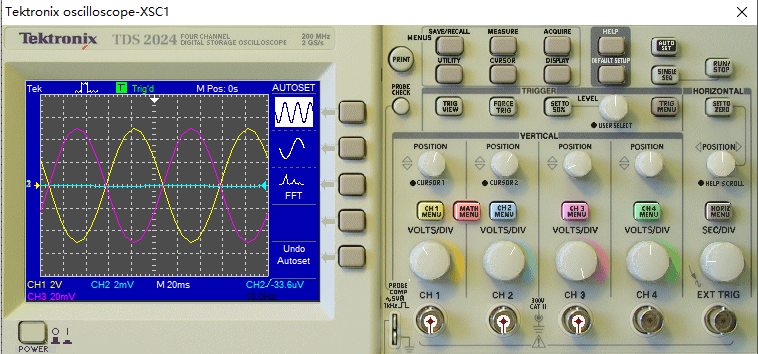 Tektronix oscilloscope-XSC1
Tektronix TDS 2024 FOUR CHANNEL DIGITAL STORAGE OSCILLOSCOPE 200 MHz 2 GS/s
Tek T Trig'd M Pos: 0s AUTOSET
FFT
Undo
Autoset
CH1 2V CH2 2mV M 20ms CH2 -33.6uV
CH3 20mV
POWER
MENUS SAVE/RECALL MEASURE ACQUIRE HELP AUTO SET
PRINT UTILITY CURSOR DISPLAY DEFAULT SETUP SINGLE SEQ RUN/STOP
PROBE CHECK
TRIGGER HORIZONTAL
TRIG VIEW FORCE TRIG SET TO 50% LEVEL TRIG MENU SET TO ZERO
USER SELECT
VERTICAL
POSITION POSITION POSITION POSITION POSITION
CURSOR 1 CURSOR 2 HELP SCROLL
CH 1 MENU MATH MENU CH 2 MENU CH 3 MENU CH 4 MENU HORIZ MENU
VOLTS/DIV VOLTS/DIV VOLTS/DIV VOLTS/DIV SEC/DIV
PROBE COMP
~5V
1kHz
CH 1 CH 2 300V CAT II CH 3 CH 4 EXT TRIG